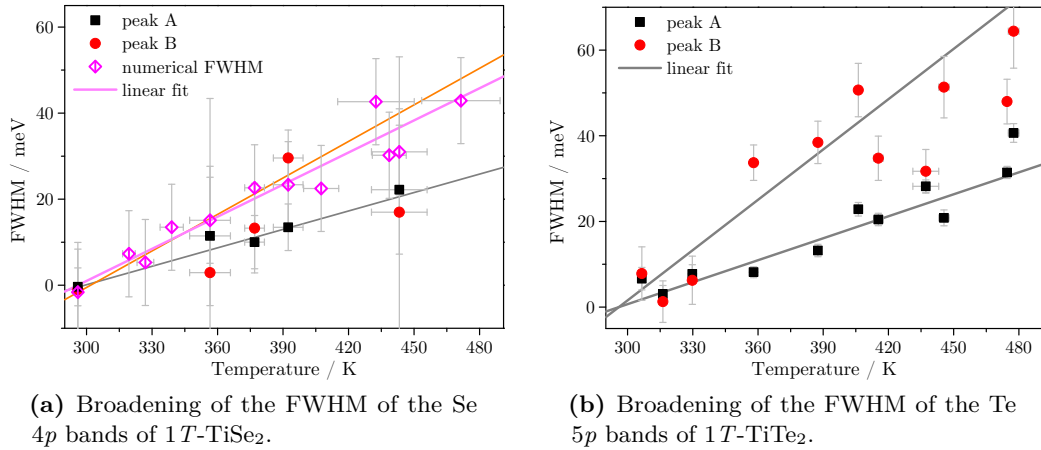 peak A
peak B
numerical FWHM
linear fit
FWHM / meV
60
40
20
0
300
330
360
390
420
450
480
Temperature / K
(a) Broadening of the FWHM of the Se
4p bands of 1T-TiSe₂.
peak A
peak B
linear fit
FWHM / meV
60
40
20
0
300
330
360
390
420
450
480
Temperature / K
(b) Broadening of the FWHM of the Te
5p bands of 1T-TiTe₂.